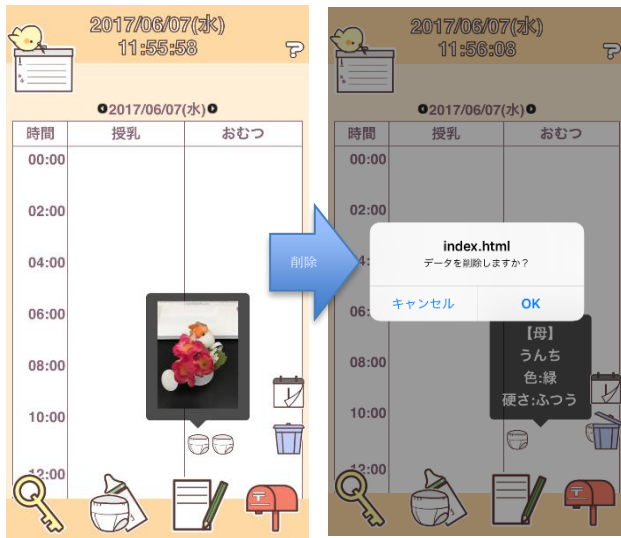 2017/06/07(水)
11:55:58
2017/06/07(水)
時間 授乳 おむつ
00:00
02:00
04:00
06:00
08:00
10:00
12:00
削除
2017/06/07(水)
11:56:08
2017/06/07(水)
時間 授乳 おむつ
00:00
02:00
04:
index.html
データを削除しますか？
キャンセル OK
06:
【母】
うんち
色:緑
硬さ:ふつう
08:00
10:00
12:00